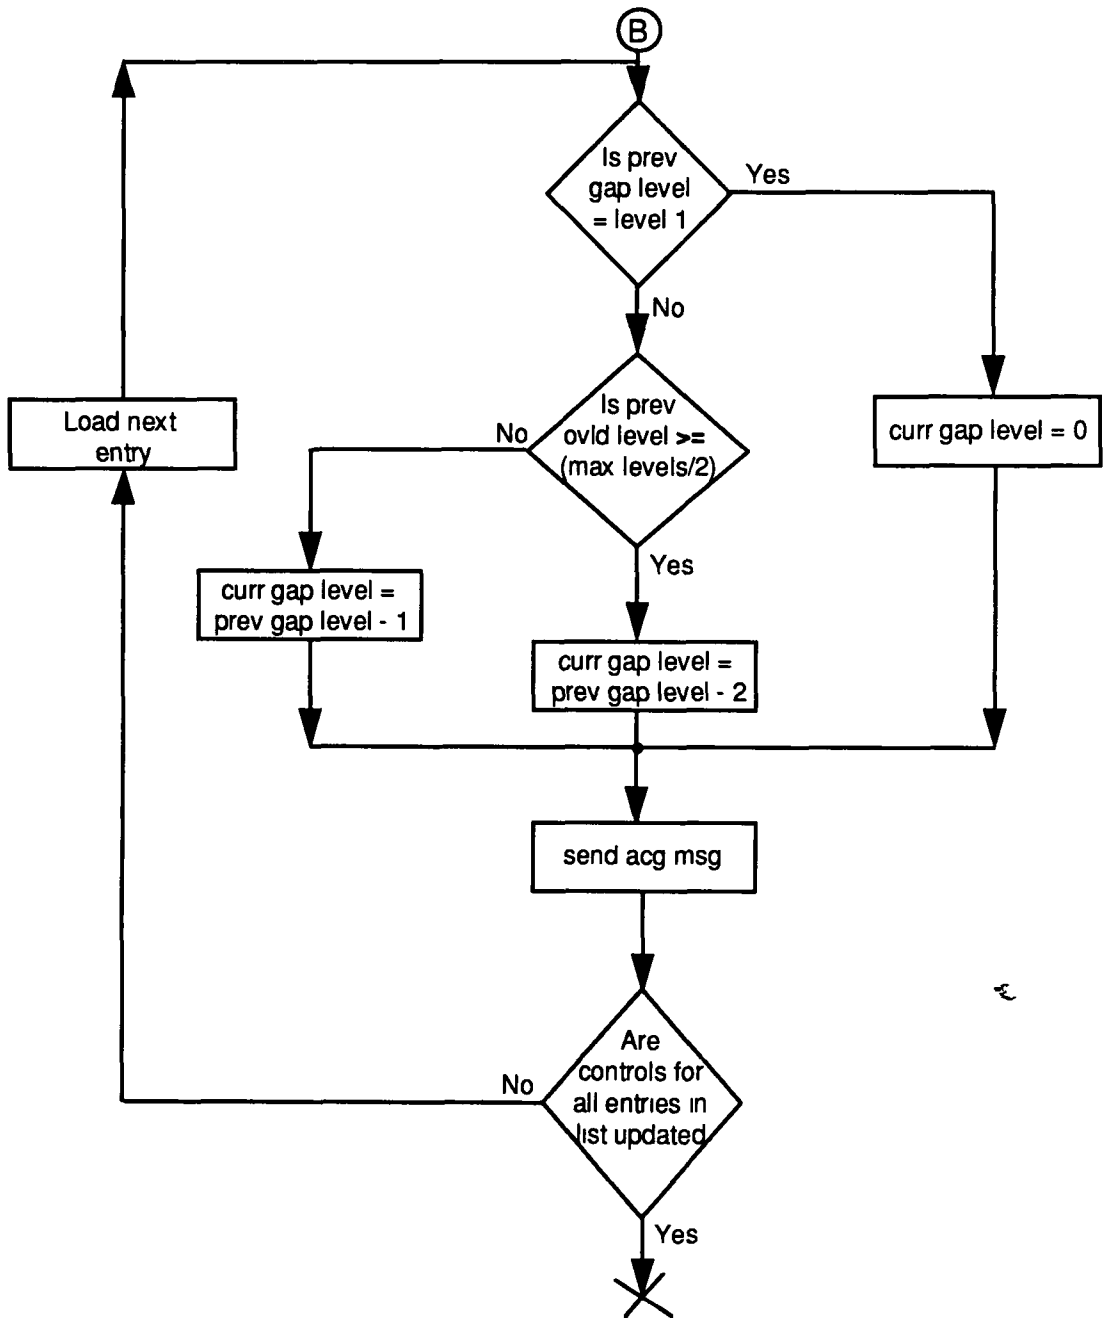 B
Is prev
gap level
= level 1
Yes
No
Load next
entry
Is prev
ovld level >=
(max levels/2)
No
curr gap level = 0
Yes
curr gap level =
prev gap level - 1
curr gap level =
prev gap level - 2
send acg msg
Are
controls for
all entries in
list updated
No
Yes